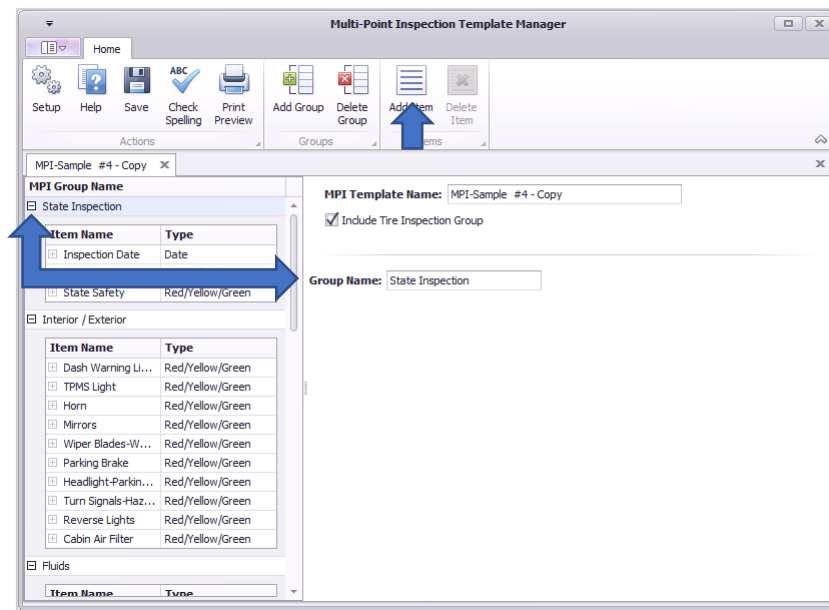 Multi-Point Inspection Template Manager
Home
Setup Help Save Check Spelling Print Preview Add Group Delete Group Add Item Delete Item
Actions Groups
MPI-Sample #4 - Copy
MPI Group Name
State Inspection
Item Name Type
Inspection Date Date
State Safety Red/Yellow/Green
Interior / Exterior
Item Name Type
Dash Warning Li... Red/Yellow/Green
TPMS Light Red/Yellow/Green
Horn Red/Yellow/Green
Mirrors Red/Yellow/Green
Wiper Blades-W... Red/Yellow/Green
Parking Brake Red/Yellow/Green
Headlight-Parkin... Red/Yellow/Green
Turn Signals-Haz... Red/Yellow/Green
Reverse Lights Red/Yellow/Green
Cabin Air Filter Red/Yellow/Green
Fluids
Item Name Type
MPI Template Name: MPI-Sample #4 - Copy
Include Tire Inspection Group
Group Name: State Inspection